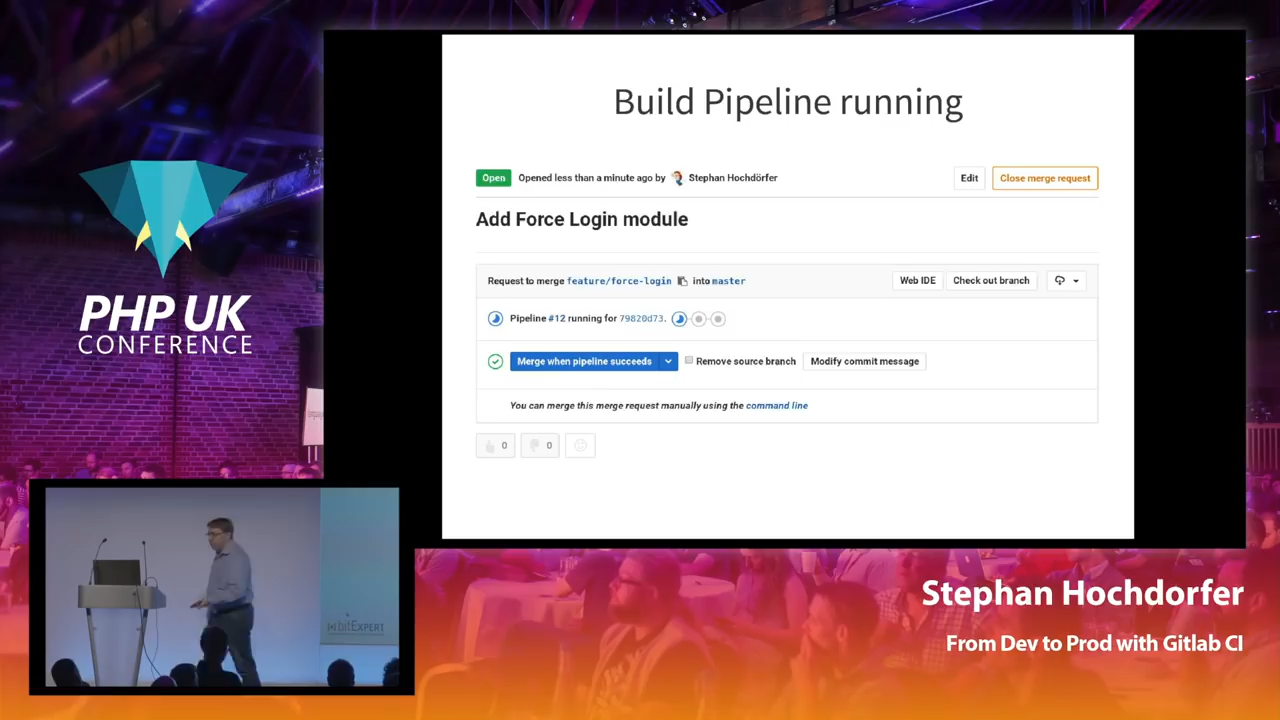 PHP UK
CONFERENCE
Build Pipeline running
Open Opened less than a minute ago by Stephan Hochdörfer Edit Close merge request
Add Force Login module
Request to merge feature/force-login into master Web IDE Check out branch
Pipeline #12 running for 79820d73.
Merge when pipeline succeeds Remove source branch Modify commit message
You can merge this merge request manually using the command line
0 0
bitExpert
Stephan Hochdorfer
From Dev to Prod with Gitlab CI